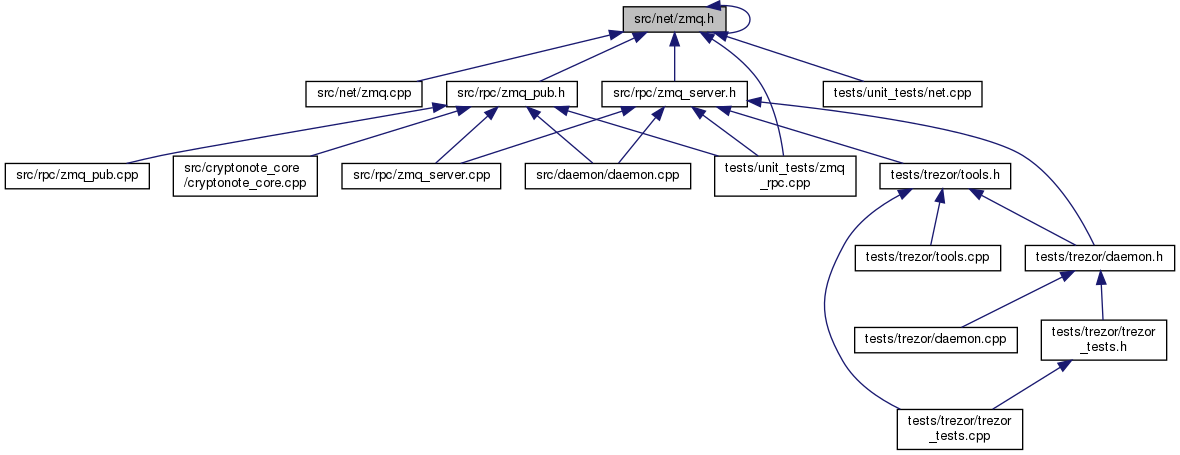 src/net/zmq.h
src/net/zmq.cpp
src/rpc/zmq_pub.h
src/rpc/zmq_server.h
tests/unit_tests/net.cpp
src/rpc/zmq_pub.cpp
src/cryptonote_core
/cryptonote_core.cpp
src/rpc/zmq_server.cpp
src/daemon/daemon.cpp
tests/unit_tests/zmq
_rpc.cpp
tests/trezor/tools.h
tests/trezor/tools.cpp
tests/trezor/daemon.h
tests/trezor/daemon.cpp
tests/trezor/trezor
_tests.h
tests/trezor/trezor
_tests.cpp